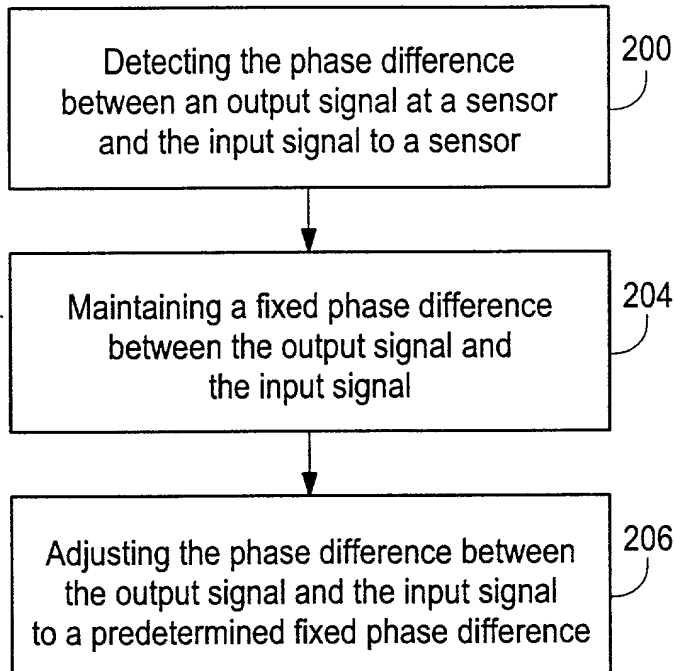 Detecting the phase difference
between an output signal at a sensor
and the input signal to a sensor
200
Maintaining a fixed phase difference
between the output signal and
the input signal
204
Adjusting the phase difference between
the output signal and the input signal
to a predetermined fixed phase difference
206